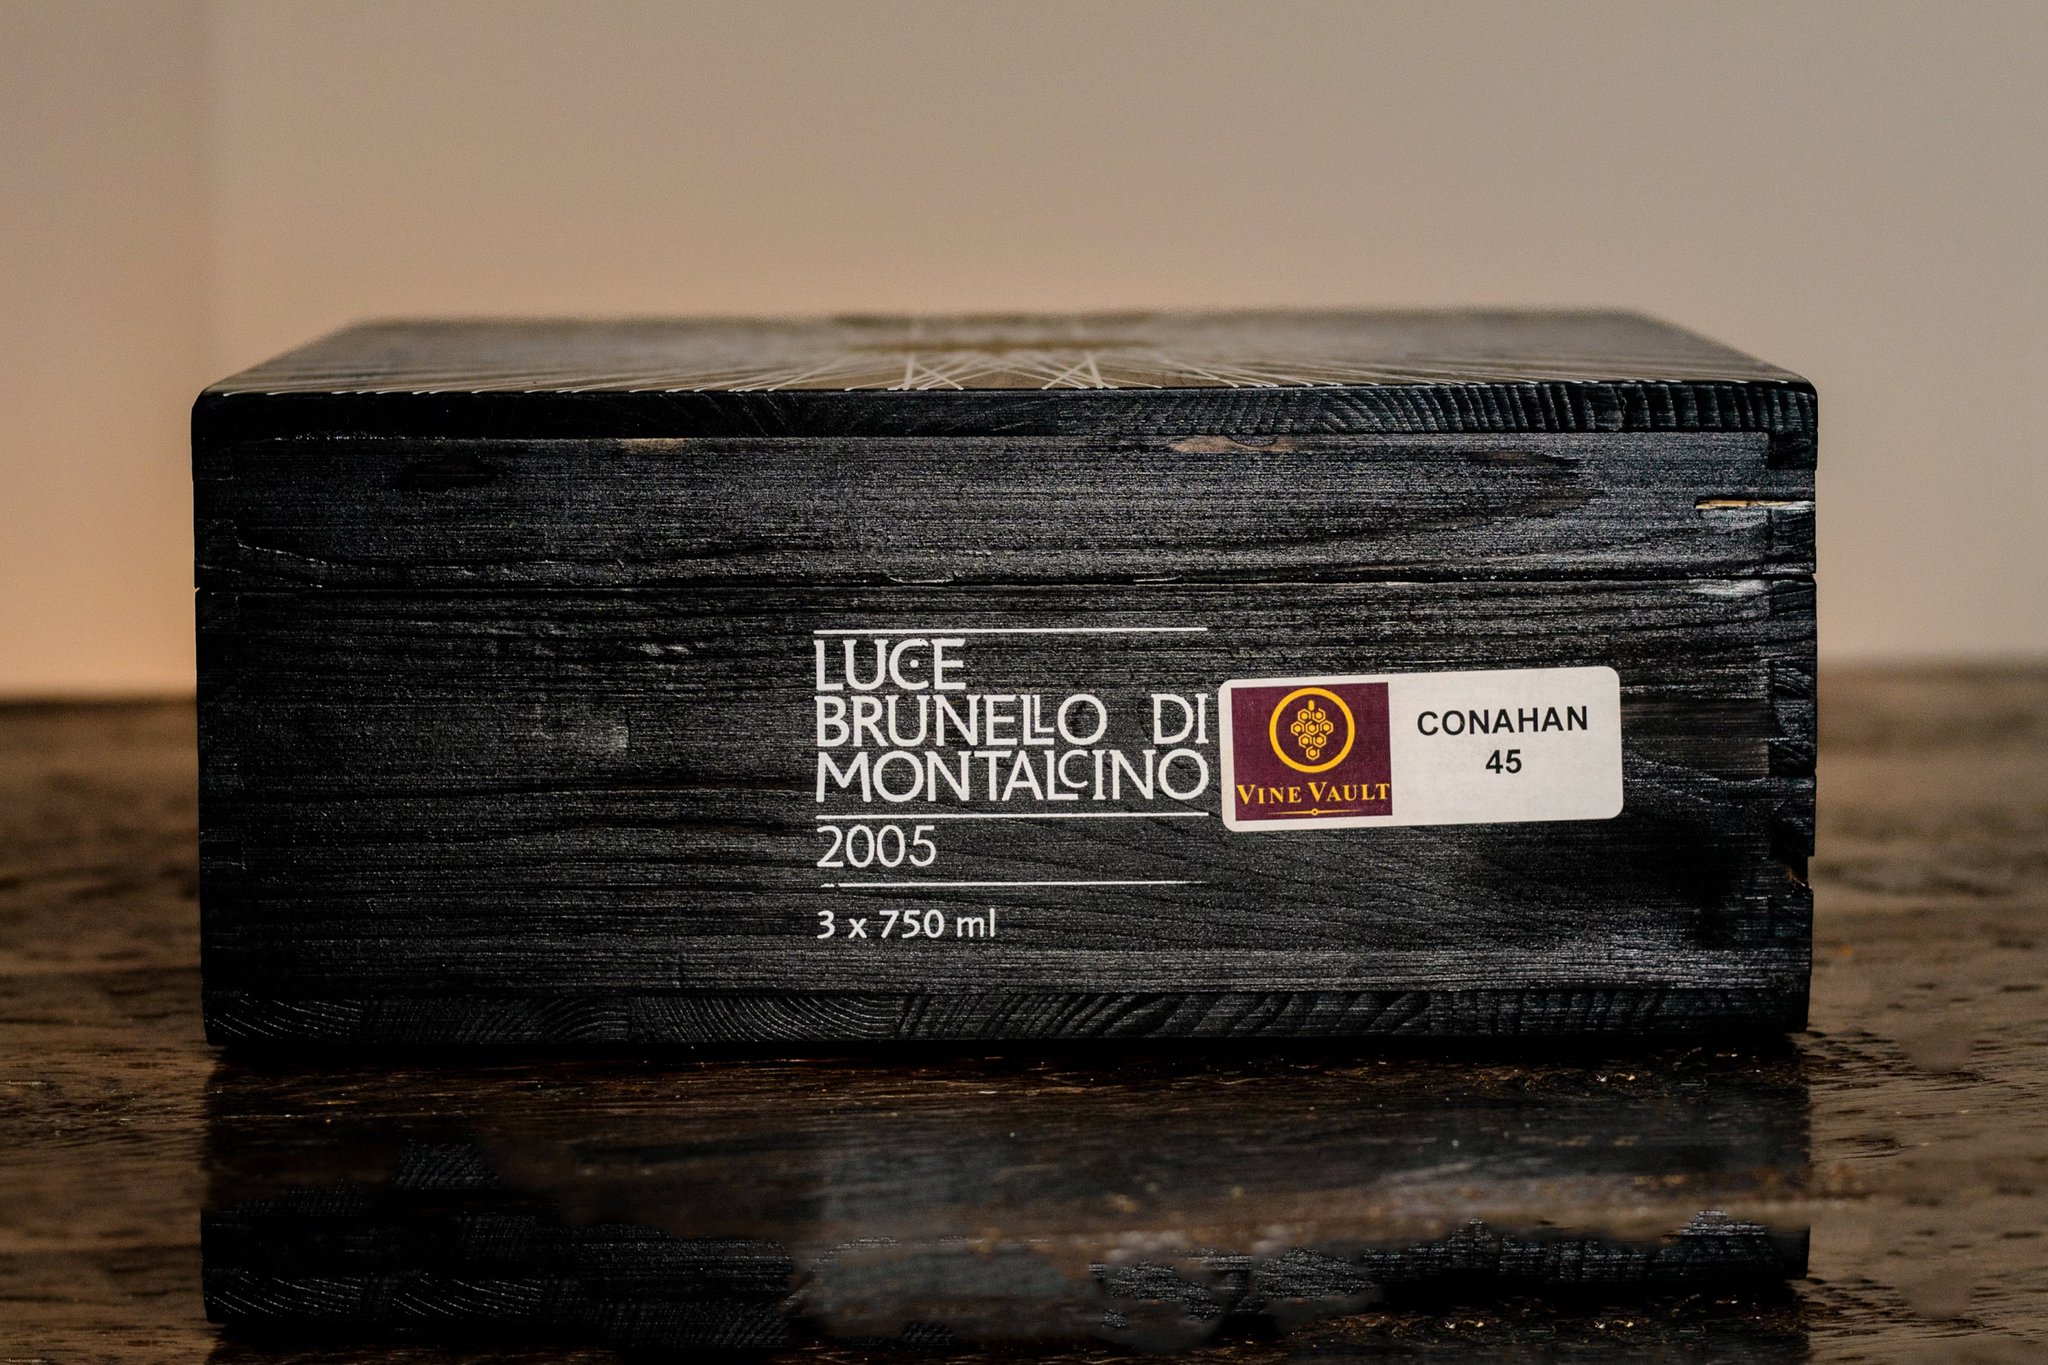 LUCE
BRUNELLO DI
MONTALCINO
2005
3 x 750 ml
VINE VAULT
CONAHAN
45